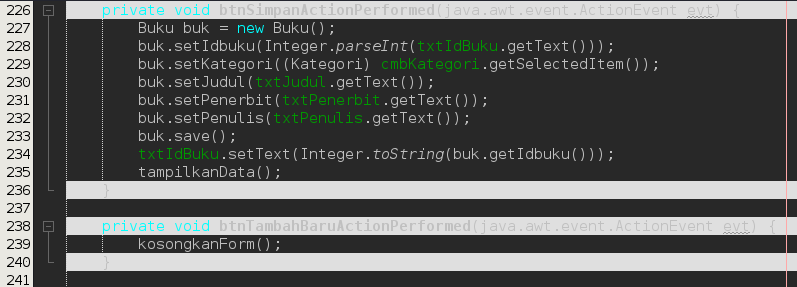 226 private void btnSimpanActionPerformed(java.awt.event.ActionEvent evt) {
227 Buku buk = new Buku();
228 buk.setIdbuku(Integer.parseInt(txtIdBuku.getText()));
229 buk.setKategori((Kategori) cmbKategori.getSelectedItem());
230 buk.setJudul(txtJudul.getText());
231 buk.setPenerbit(txtPenerbit.getText());
232 buk.setPenulis(txtPenulis.getText());
233 buk.save();
234 txtIdBuku.setText(Integer.toString(buk.getIdbuku()));
235 tampilkanData();
236 }
237
238 private void btnTambahBaruActionPerformed(java.awt.event.ActionEvent evt) {
239 kosongkanForm();
240 }
241